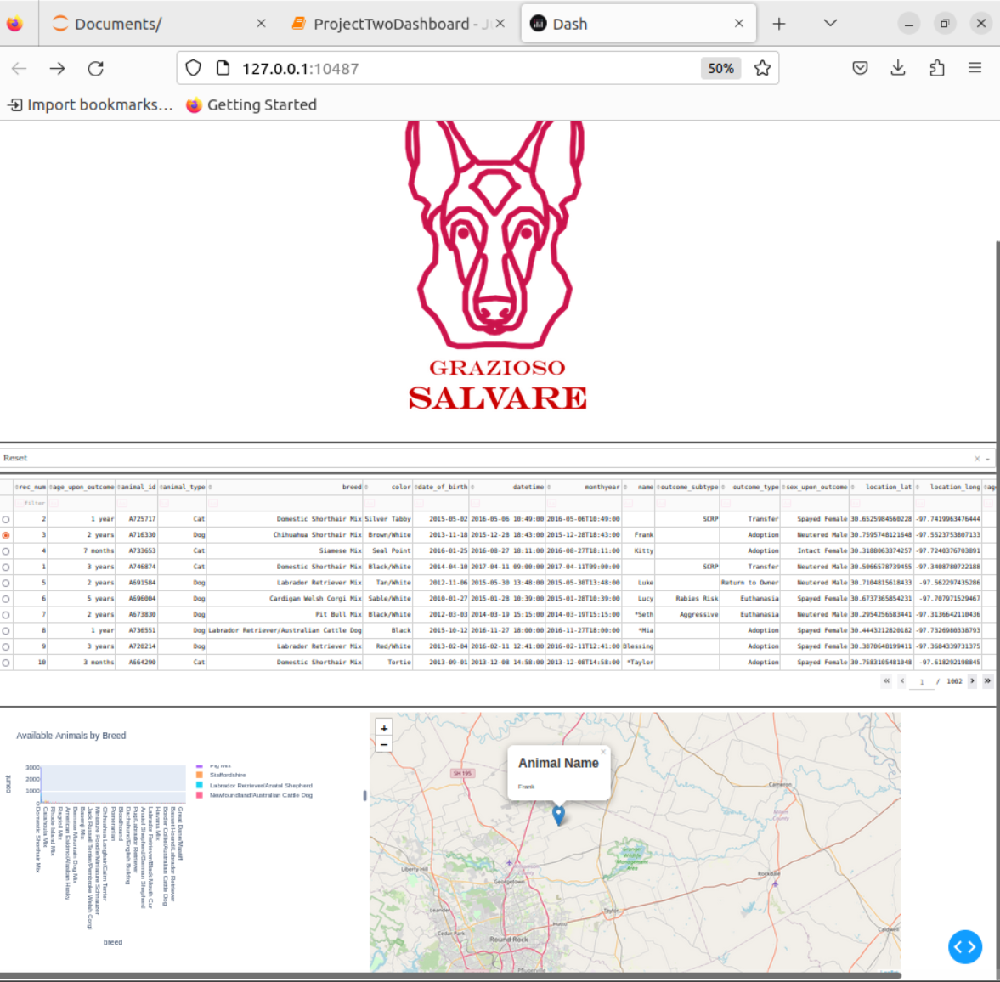 Documents/
ProjectTwoDashboard - J
Dash
127.0.0.1:10487
50%
Import bookmarks...
Getting Started
GRAZIOSO
SALVARE
Reset
rec_num age_upon_outcome animal_id animal_type breed color date_of_birth datetime monthyear name outcome_subtype outcome_type sex_upon_outcome location_lat location_long age
filter
2 1 year A725717 Cat Domestic Shorthair Mix Silver Tabby 2015-05-02 2016-05-06 10:49:00 2016-05-06T10:49:00 SCRP Transfer Spayed Female 30.6525984560228 -97.7419963476444
3 2 years A716330 Dog Chihuahua Shorthair Mix Brown/White 2013-11-18 2015-12-28 18:43:00 2015-12-28T18:43:00 Frank Adoption Neutered Male 30.7595748121648 -97.5523753807133
4 7 months A733653 Cat Siamese Mix Seal Point 2016-01-25 2016-08-27 18:11:00 2016-08-27T18:11:00 Kitty Adoption Intact Female 30.3188063374257 -97.7240376703891
1 3 years A746874 Cat Domestic Shorthair Mix Black/White 2014-04-10 2017-04-11 09:00:00 2017-04-11T09:00:00 SCRP Transfer Neutered Male 30.5066578739455 -97.3408780722188
5 2 years A691584 Dog Labrador Retriever Mix Tan/White 2012-11-06 2015-05-30 13:48:00 2015-05-30T13:48:00 Luke Return to Owner Neutered Male 30.7104815618433 -97.562297435286
6 5 years A696004 Dog Cardigan Welsh Corgi Mix Sable/White 2010-01-27 2015-01-28 10:39:00 2015-01-28T10:39:00 Lucy Rabies Risk Euthanasia Spayed Female 30.6737365854231 -97.707971529467
7 2 years A673830 Dog Pit Bull Mix Black/White 2012-03-03 2014-03-19 15:15:00 2014-03-19T15:15:00 *Seth Aggressive Euthanasia Neutered Male 30.2954256583441 -97.3136642110436
8 1 year A736551 Dog Labrador Retriever/Australian Cattle Dog Black 2015-10-12 2016-11-27 18:00:00 2016-11-27T18:00:00 *Mia Adoption Spayed Female 30.4443212820182 -97.7326980338793
9 3 years A720214 Dog Labrador Retriever Mix Red/White 2013-02-04 2016-02-11 12:41:00 2016-02-11T12:41:00 Blessing Adoption Spayed Female 30.3870648199411 -97.3684339731375
10 3 months A664290 Cat Domestic Shorthair Mix Tortie 2013-09-01 2013-12-08 14:58:00 2013-12-08T14:58:00 *Taylor Adoption Spayed Female 30.7583105481048 -97.618292198845
1 / 1002
Available Animals by Breed
3000
2000
1000
0
count
Staffordshire
Labrador Retriever/Anatol Shepherd
Newfoundland/Australian Cattle Dog
Domestic Shorthair Mix
Catahoula Mix
Rhode Island Mix
Ragdoll Mix
American Eskimo/Alaskan Husky
Bernese Mountain Dog Mix
Basenji Mix
Jack Russell Terrier/Pembroke Welsh Corgi
Miniature Poodle/Miniature Schnauzer
Chihuahua Longhair/Cairn Terrier
Pomeranian
Bloodhound
Dachshund/English Bulldog
Pug/Labrador Retriever
Anatol Shepherd/German Shepherd
Labrador Retriever/Black Mouth Cur
Havana Mix
Border Collie/Australian Cattle Dog
Basset Hound/Labrador Retriever
Great Dane/Mastiff
breed
+
−
Animal Name
Frank
SH 195
Cameron
Milam County
Granger Wildlife Management Area
Liberty Hill
Georgetown
Rockdale
Leander
Hutto
Taylor
Cedar Park
Round Rock
Caldwell
Pflugerville